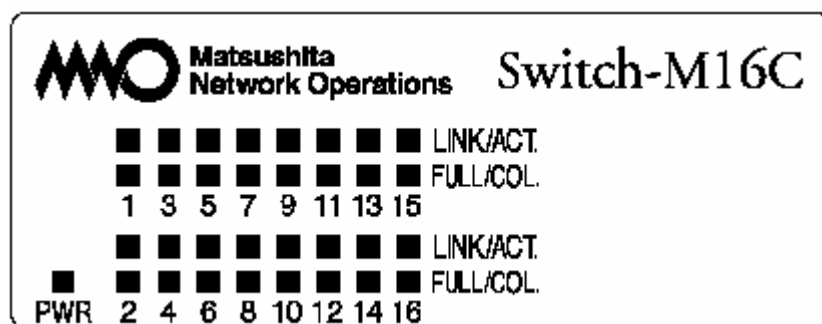 MNO Matsushita
Network Operations
Switch-M16C
LINK/ACT.
FULL/COL.
1 3 5 7 9 11 13 15
LINK/ACT.
FULL/COL.
PWR 2 4 6 8 10 12 14 16